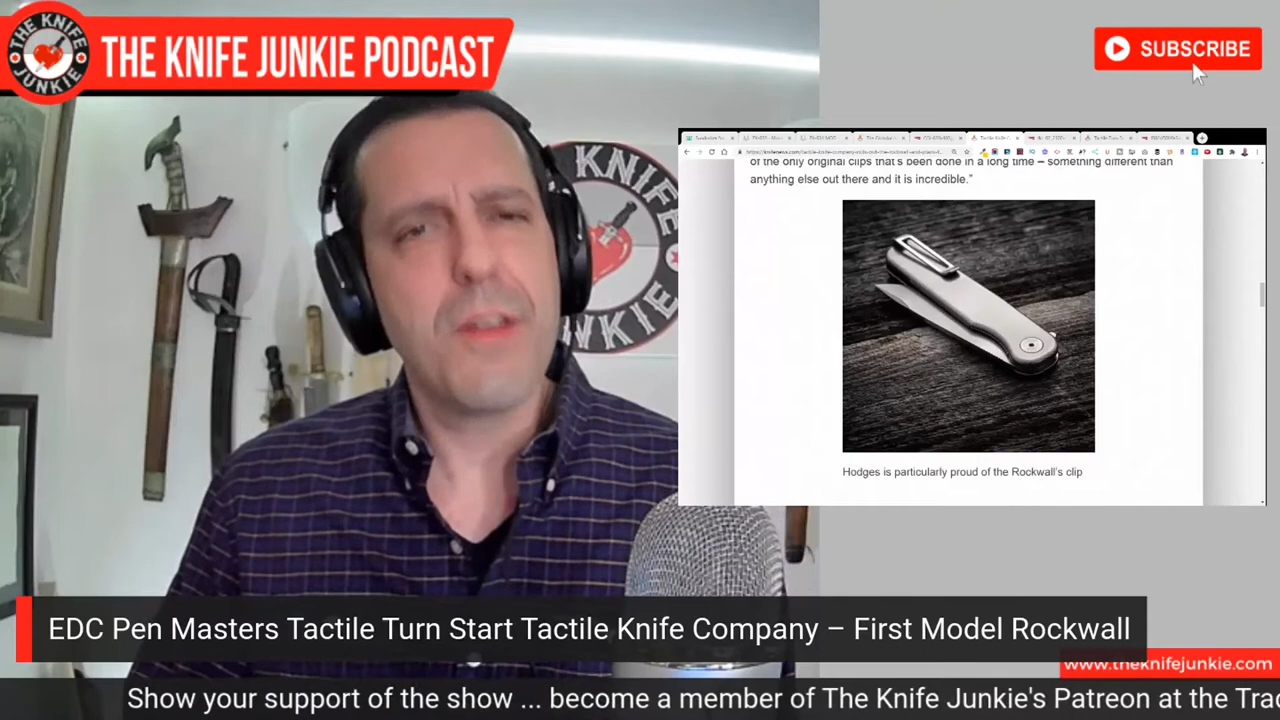 THE KNIFE JUNKIE
THE KNIFE JUNKIE PODCAST
SUBSCRIBE
KNIFE
JUNKIE
of the only original clips that's been done in a long time – something different than
anything else out there and it is incredible.”
Hodges is particularly proud of the Rockwall's clip
EDC Pen Masters Tactile Turn Start Tactile Knife Company – First Model Rockwall
www.theknifejunkie.com
Show your support of the show ... become a member of The Knife Junkie's Patreon at the Trac